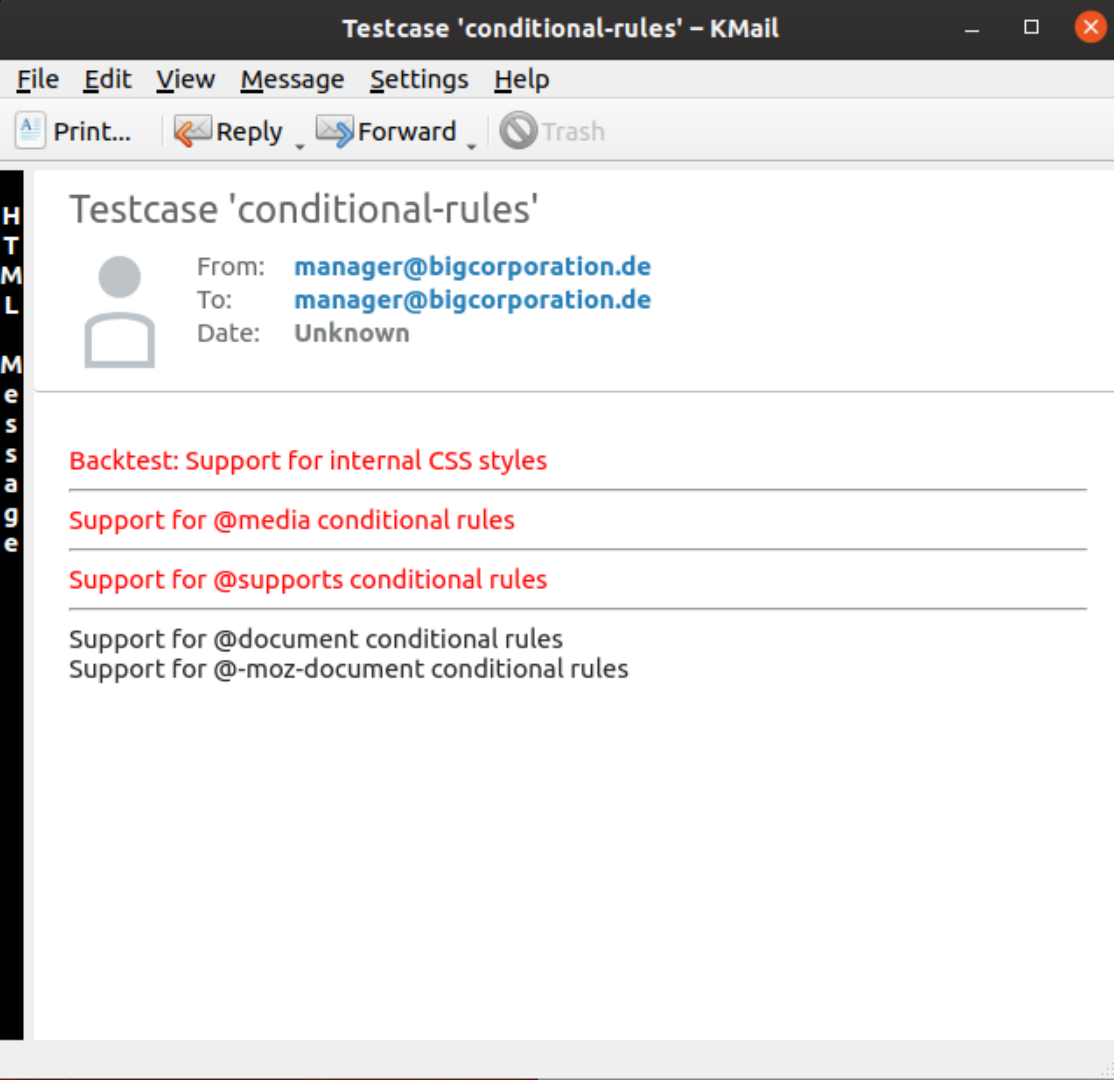 Testcase 'conditional-rules' – KMail
File Edit View Message Settings Help
Print... Reply Forward Trash
HTML Message
Testcase 'conditional-rules'
From: manager@bigcorporation.de
To: manager@bigcorporation.de
Date: Unknown
Backtest: Support for internal CSS styles
Support for @media conditional rules
Support for @supports conditional rules
Support for @document conditional rules
Support for @-moz-document conditional rules